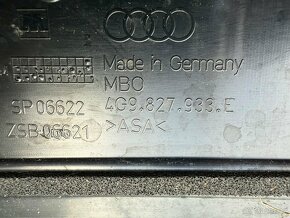 Made in Germany
MBO
SP 06622
4G9.827.933.E
ZSB 06621
>ASA<